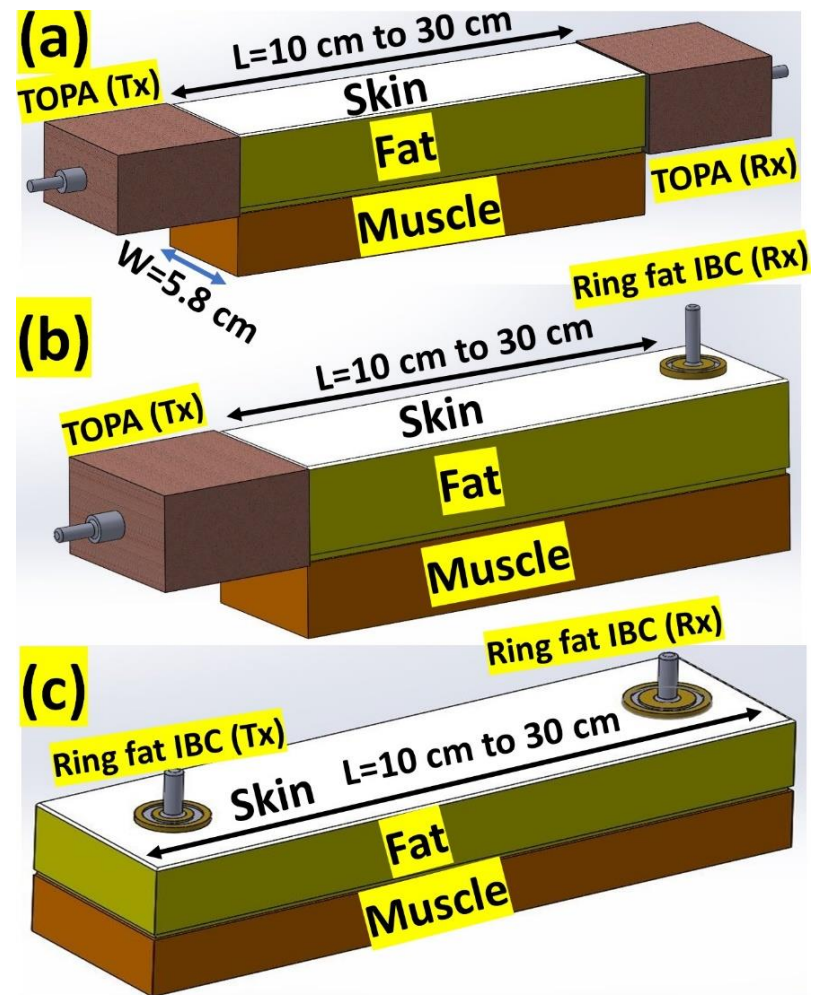 (a)
L=10 cm to 30 cm
TOPA (Tx)
Skin
Fat
Muscle
TOPA (Rx)
W=5.8 cm
(b)
Ring fat IBC (Rx)
L=10 cm to 30 cm
TOPA (Tx)
Skin
Fat
Muscle
(c)
Ring fat IBC (Rx)
Ring fat IBC (Tx)
L=10 cm to 30 cm
Skin
Fat
Muscle